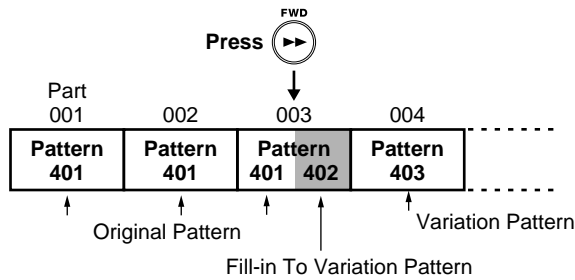 FWD
Press
Part
001 002 003 004
Pattern Pattern Pattern Pattern
401 401 401 402 403
Original Pattern
Variation Pattern
Fill-in To Variation Pattern